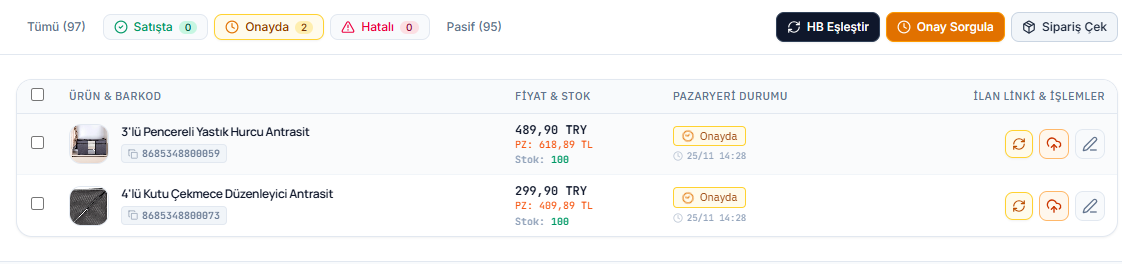 Tümü (97) Satışta 0 Onayda 2 Hatalı 0 Pasif (95) HB Eşleştir Onay Sorgula Sipariş Çek
ÜRÜN & BARKOD FİYAT & STOK PAZARYERİ DURUMU İLAN LİNKİ & İŞLEMLER
3'lü Pencereli Yastık Hurcu Antrasit
8685348800059
489,90 TRY
PZ: 618,89 TL
Stok: 100
Onayda
25/11 14:28
4'lü Kutu Çekmece Düzenleyici Antrasit
8685348800073
299,90 TRY
PZ: 409,89 TL
Stok: 100
Onayda
25/11 14:28